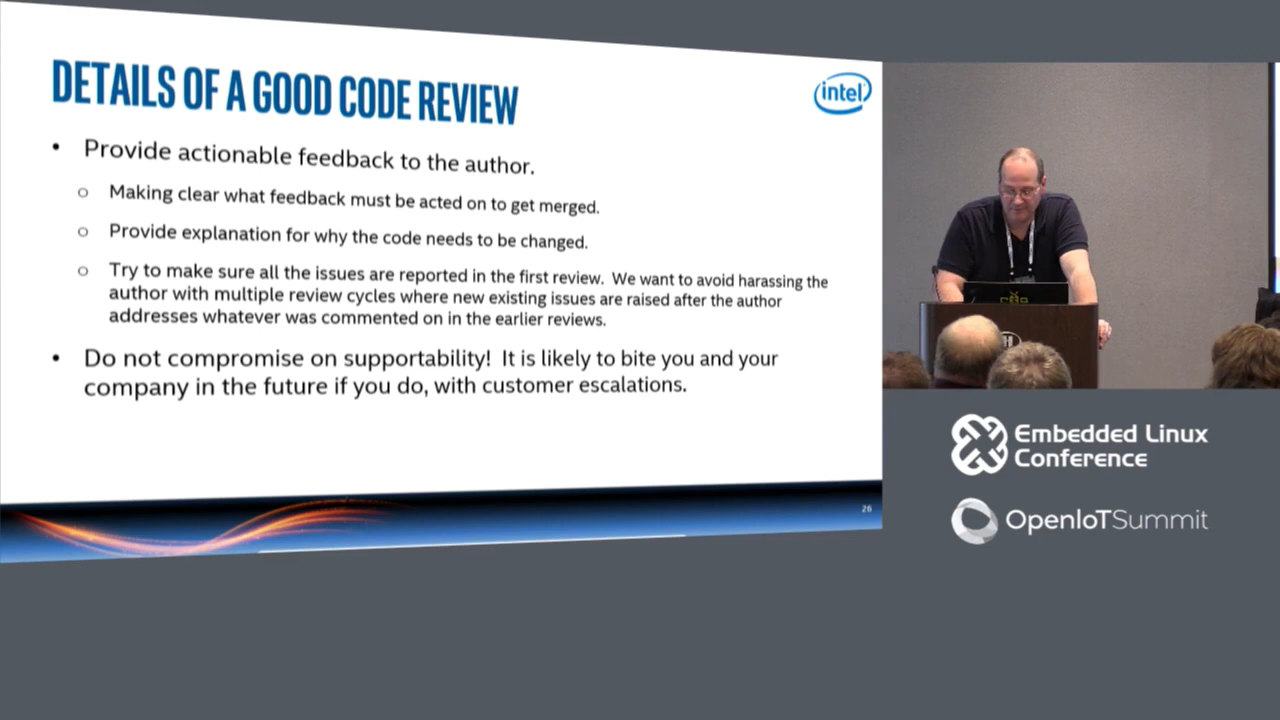 DETAILS OF A GOOD CODE REVIEW
intel
• Provide actionable feedback to the author.
o Making clear what feedback must be acted on to get merged.
o Provide explanation for why the code needs to be changed.
o Try to make sure all the issues are reported in the first review. We want to avoid harassing the
author with multiple review cycles where new existing issues are raised after the author
addresses whatever was commented on in the earlier reviews.
• Do not compromise on supportability! It is likely to bite you and your
company in the future if you do, with customer escalations.
26
Embedded Linux
Conference
OpenIoTSummit